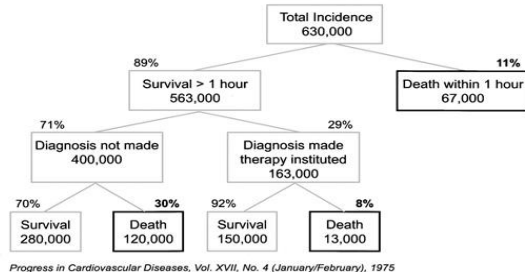 Total Incidence
630,000
89%
11%
Survival > 1 hour
563,000
Death within 1 hour
67,000
71%
29%
Diagnosis not made
400,000
Diagnosis made
therapy instituted
163,000
70%
30%
92%
8%
Survival
280,000
Death
120,000
Survival
150,000
Death
13,000
Progress in Cardiovascular Diseases, Vol. XVII, No. 4 (January/February), 1975